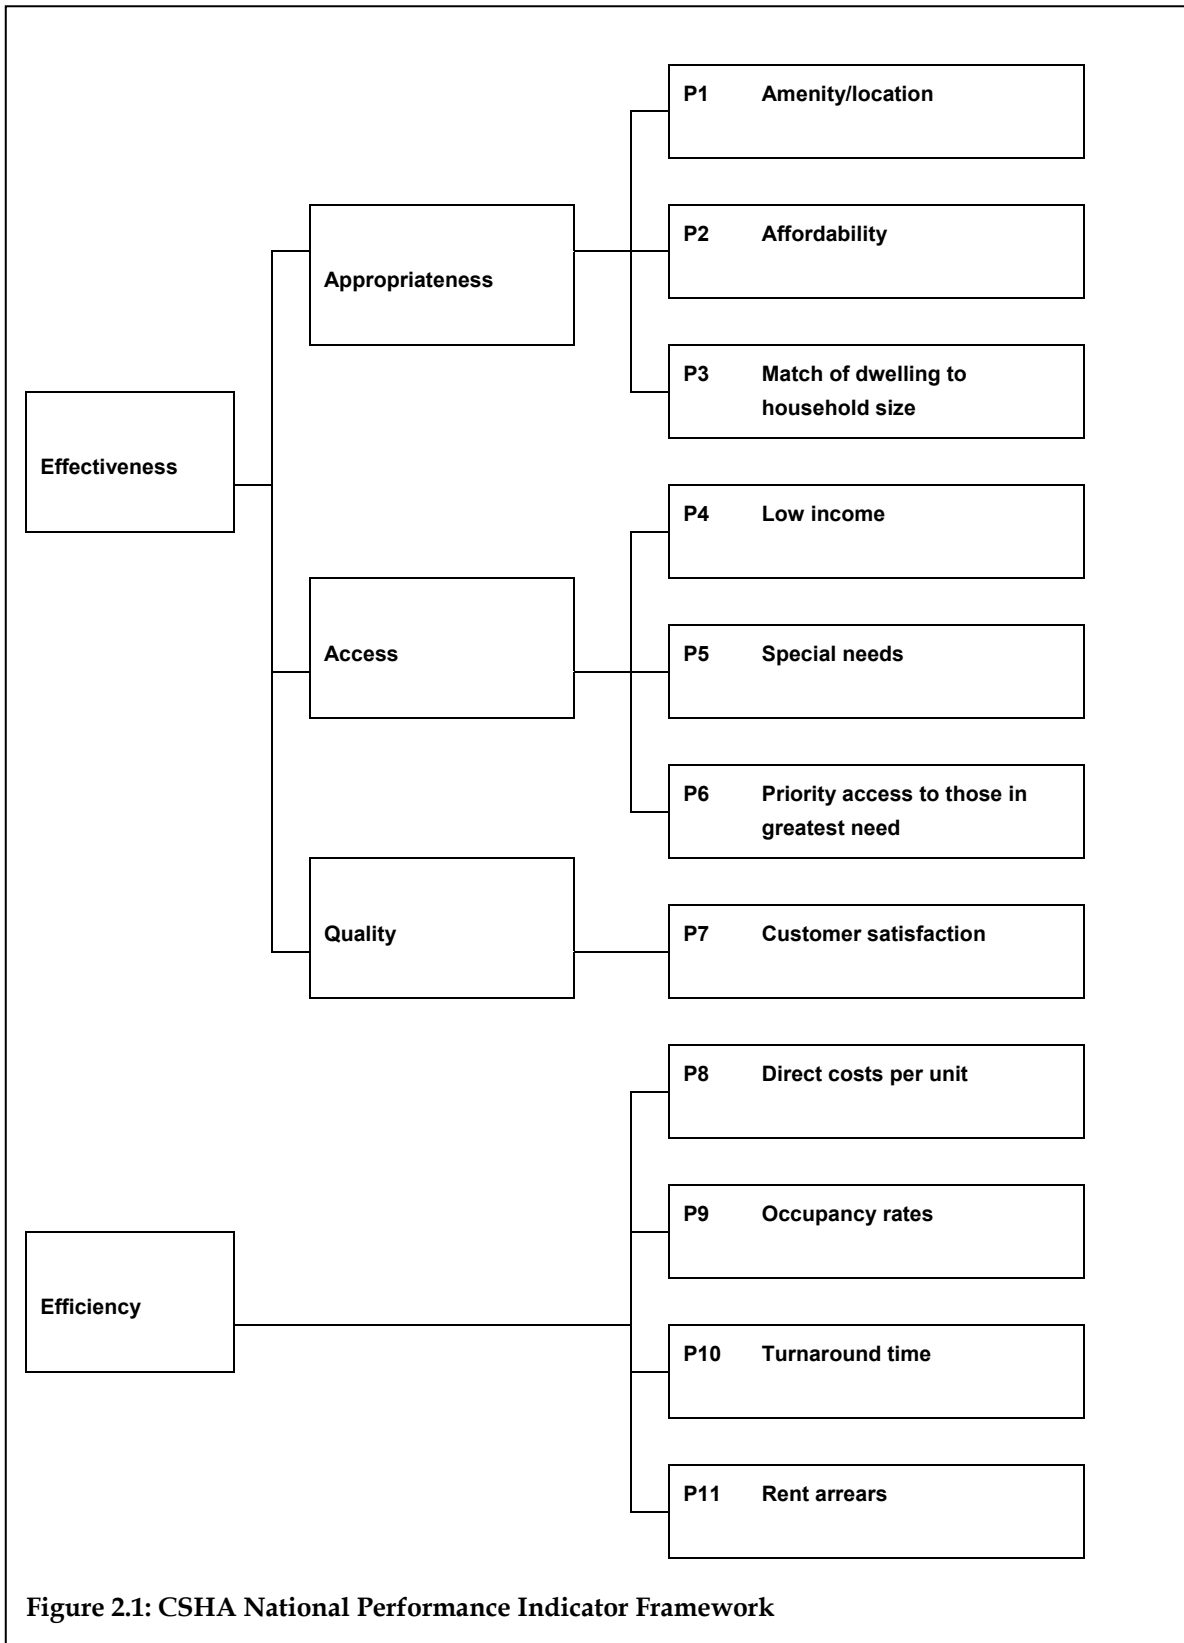 P1 Amenity/location
P2 Affordability
Appropriateness
P3 Match of dwelling to
household size
Effectiveness
P4 Low income
Access
P5 Special needs
P6 Priority access to those in
greatest need
Quality
P7 Customer satisfaction
P8 Direct costs per unit
P9 Occupancy rates
Efficiency
P10 Turnaround time
P11 Rent arrears
Figure 2.1: CSHA National Performance Indicator Framework